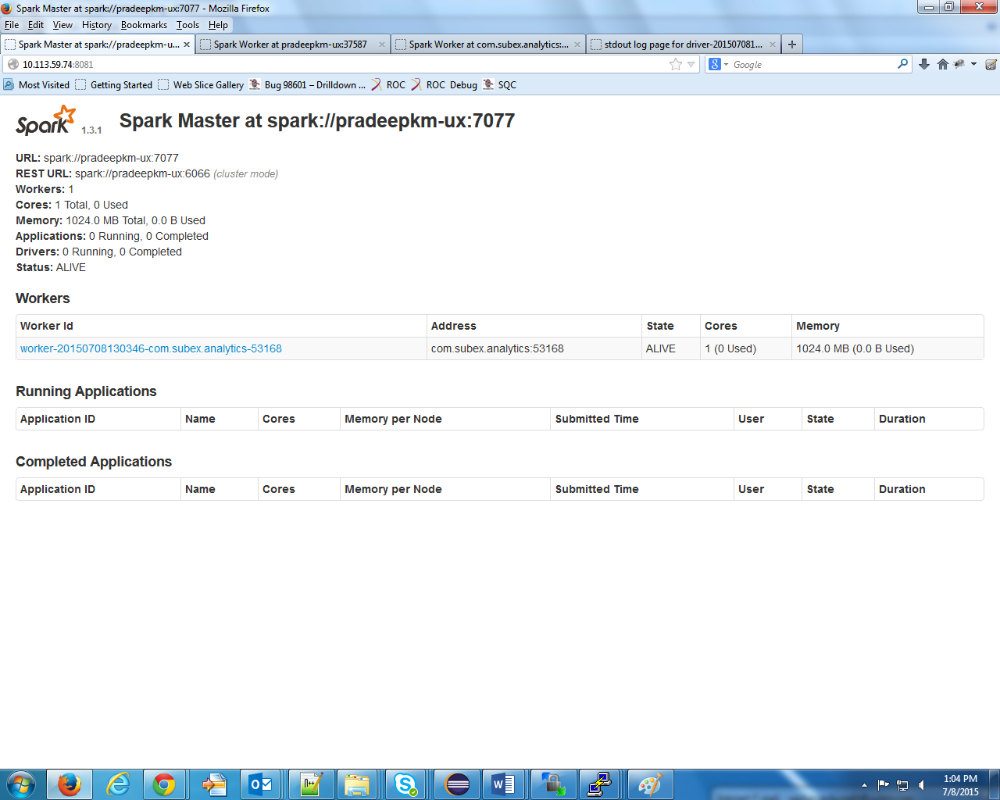 Spark Master at spark://pradeepkm-ux:7077 - Mozilla Firefox
File Edit View History Bookmarks Tools Help
Spark Master at spark://pradeepkm-u... × Spark Worker at pradeepkm-ux:37587 × Spark Worker at com.subex.analytics:... × stdout log page for driver-201507081... × +
10.113.59.74:8081 8 Google
Most Visited Getting Started Web Slice Gallery Bug 98601 – Drilldown ... ROC ROC Debug SQC
Spark 1.3.1 Spark Master at spark://pradeepkm-ux:7077
URL: spark://pradeepkm-ux:7077
REST URL: spark://pradeepkm-ux:6066 (cluster mode)
Workers: 1
Cores: 1 Total, 0 Used
Memory: 1024.0 MB Total, 0.0 B Used
Applications: 0 Running, 0 Completed
Drivers: 0 Running, 0 Completed
Status: ALIVE
Workers
Worker Id Address State Cores Memory
worker-20150708130346-com.subex.analytics-53168 com.subex.analytics:53168 ALIVE 1 (0 Used) 1024.0 MB (0.0 B Used)
Running Applications
Application ID Name Cores Memory per Node Submitted Time User State Duration
Completed Applications
Application ID Name Cores Memory per Node Submitted Time User State Duration
1:04 PM
7/8/2015